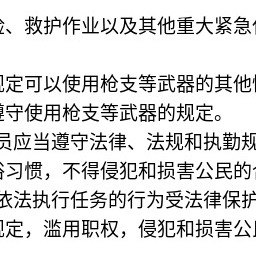 、救护作业以及其他重大紧急
定可以使用枪支等武器的其他
守使用枪支等武器的规定。
员应当遵守法律、法规和执勤规
习惯，不得侵犯和损害公民的
依法执行任务的行为受法律保护
定，滥用职权，侵犯和损害公